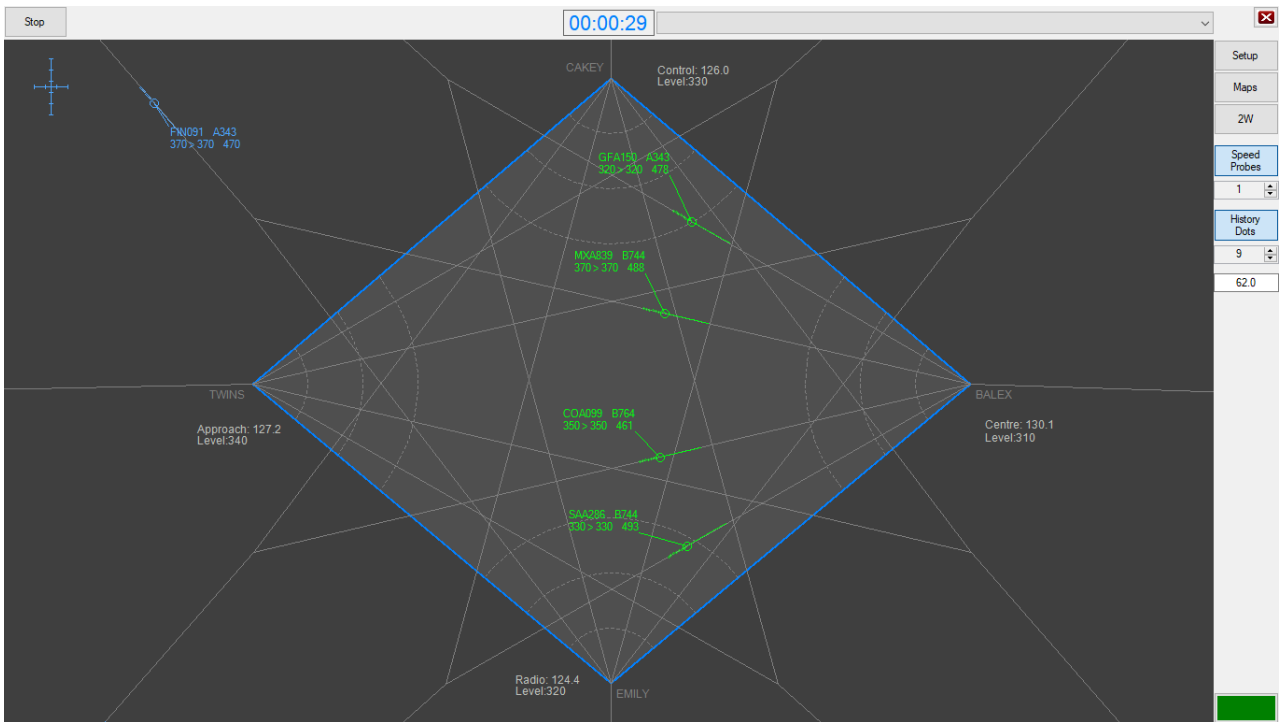 Stop
00:00:29
Setup
Maps
2W
Speed
Probes
1
History
Dots
9
62.0
CAKEY
Control: 126.0
Level:330
FIN091 A343
370>370 470
GFA150 A343
320>320 478
MXA839 B744
370>370 488
TWINS
BALEX
Approach: 127.2
Level:340
COA099 B764
350>350 461
Centre: 130.1
Level:310
SAA286 B744
330>330 493
Radio: 124.4
Level:320
EMILY